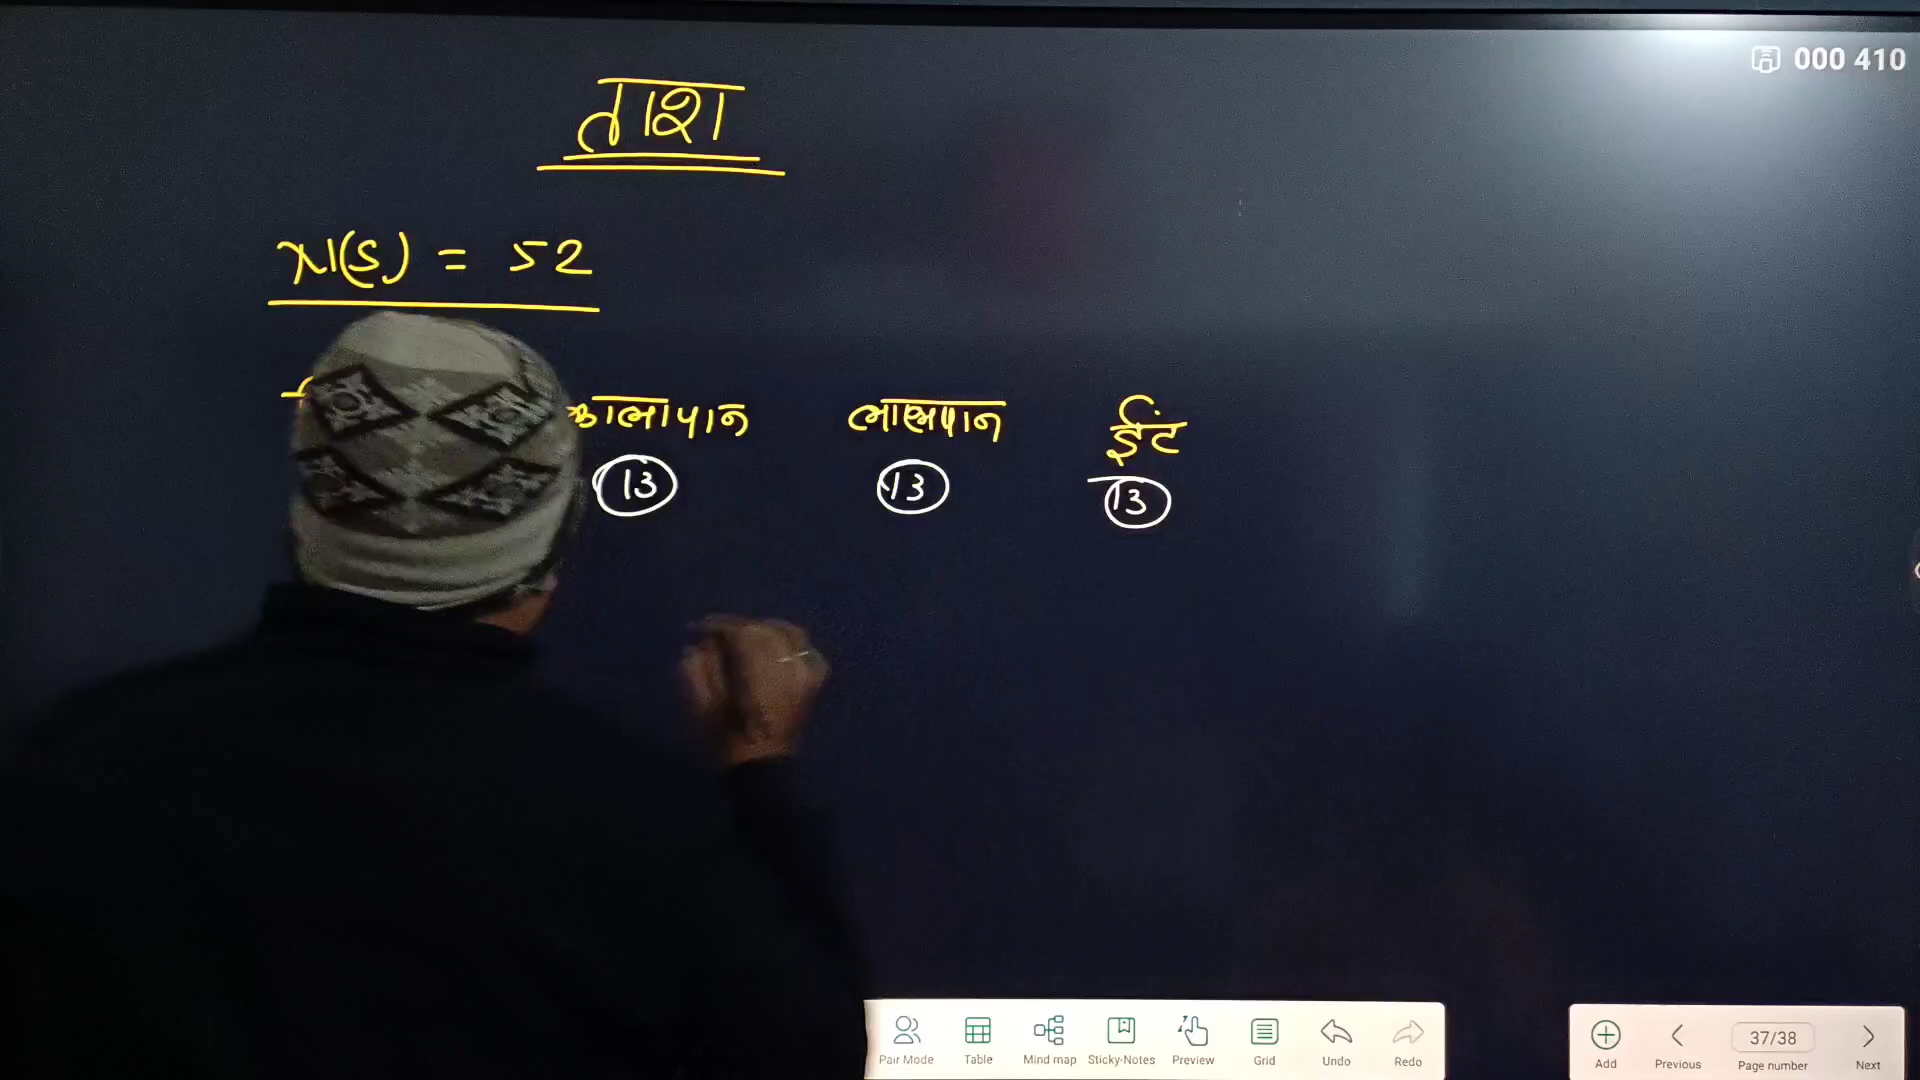 000 410
ताश
n(s) = 52
कालापान लालपान ईंट
13 13 13
Pair Mode Table Mind map Sticky-Notes Preview Grid Undo Redo
37/38
Add Previous Page number Next